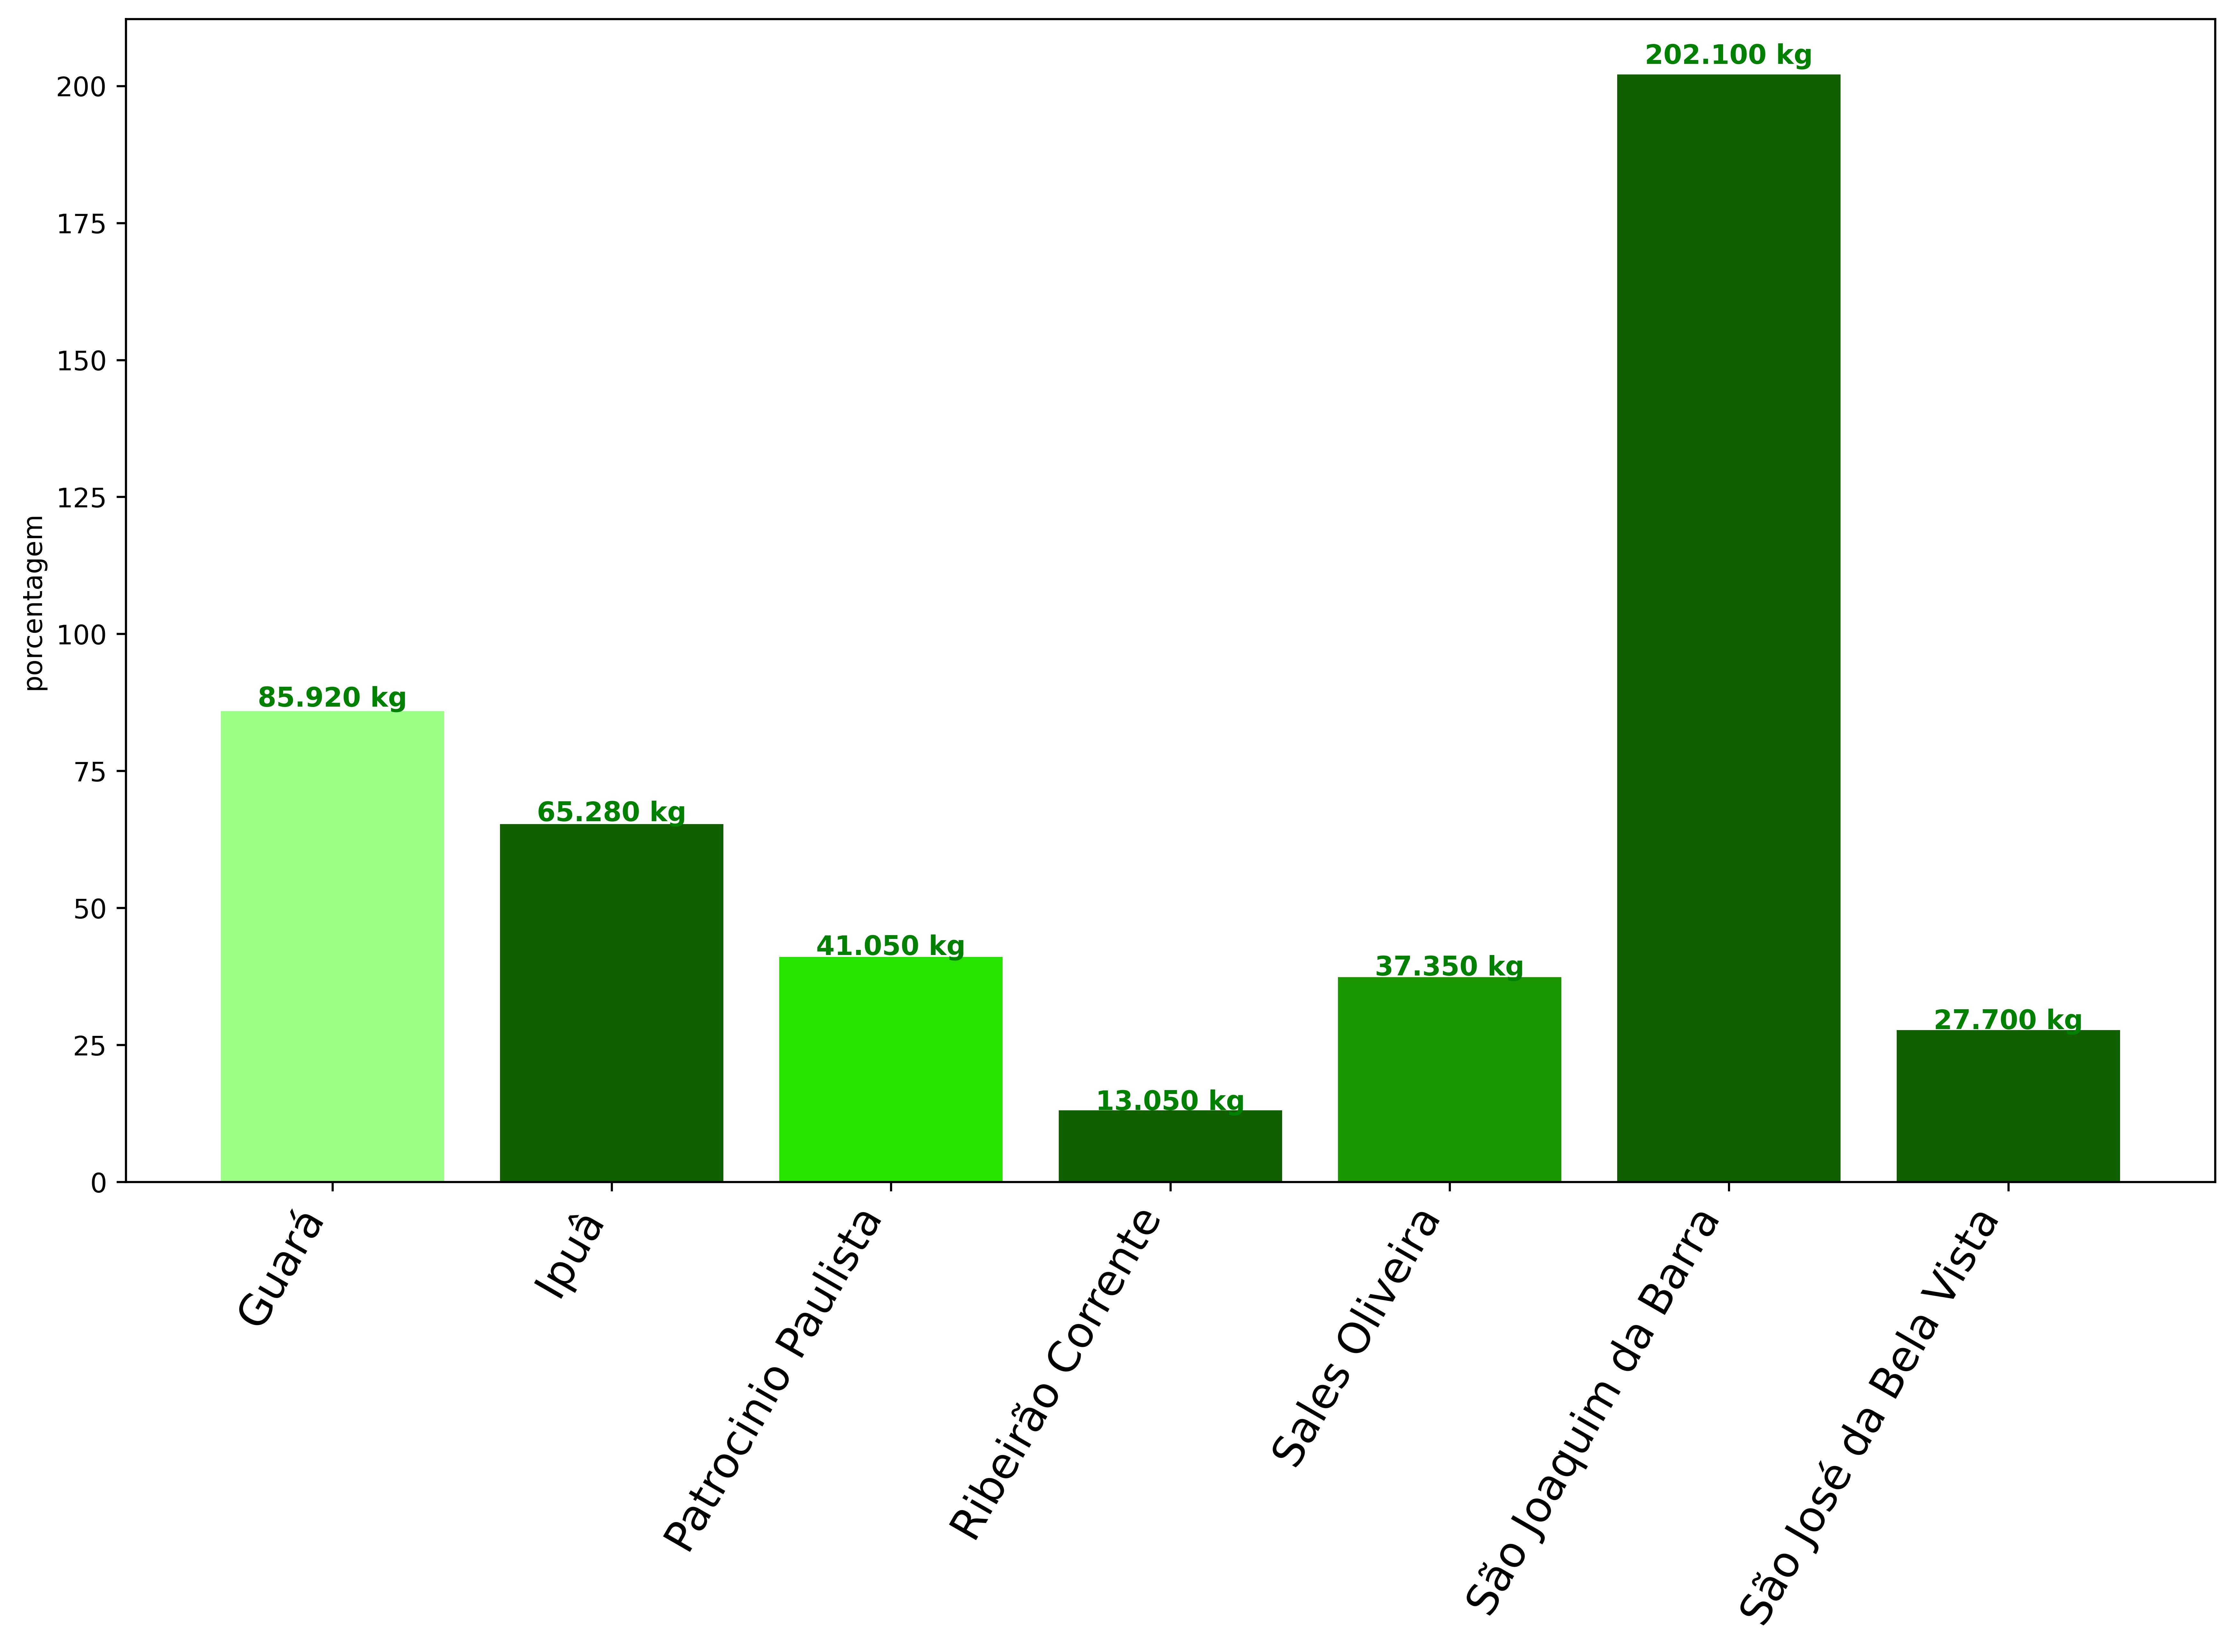 porcentagem
200
175
150
125
100
75
50
25
0
85.920 kg
65.280 kg
41.050 kg
13.050 kg
37.350 kg
202.100 kg
27.700 kg
Guará
Ipuâ
Patrocinio Paulista
Ribeirão Corrente
Sales Oliveira
São Joaquim da Barra
São José da Bela Vista